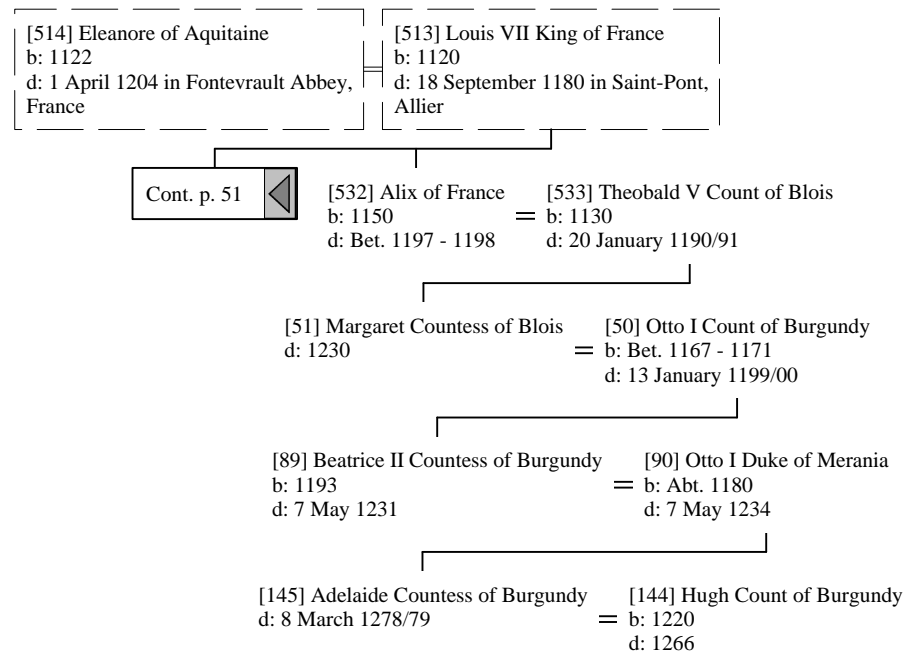 [514] Eleanore of Aquitaine
b: 1122
d: 1 April 1204 in Fontevrault Abbey,
France
[513] Louis VII King of France
b: 1120
d: 18 September 1180 in Saint-Pont,
Allier
Cont. p. 51
[532] Alix of France
b: 1150
d: Bet. 1197 - 1198
=
[533] Theobald V Count of Blois
b: 1130
d: 20 January 1190/91
[51] Margaret Countess of Blois
d: 1230
=
[50] Otto I Count of Burgundy
b: Bet. 1167 - 1171
d: 13 January 1199/00
[89] Beatrice II Countess of Burgundy
b: 1193
d: 7 May 1231
=
[90] Otto I Duke of Merania
b: Abt. 1180
d: 7 May 1234
[145] Adelaide Countess of Burgundy
d: 8 March 1278/79
=
[144] Hugh Count of Burgundy
b: 1220
d: 1266